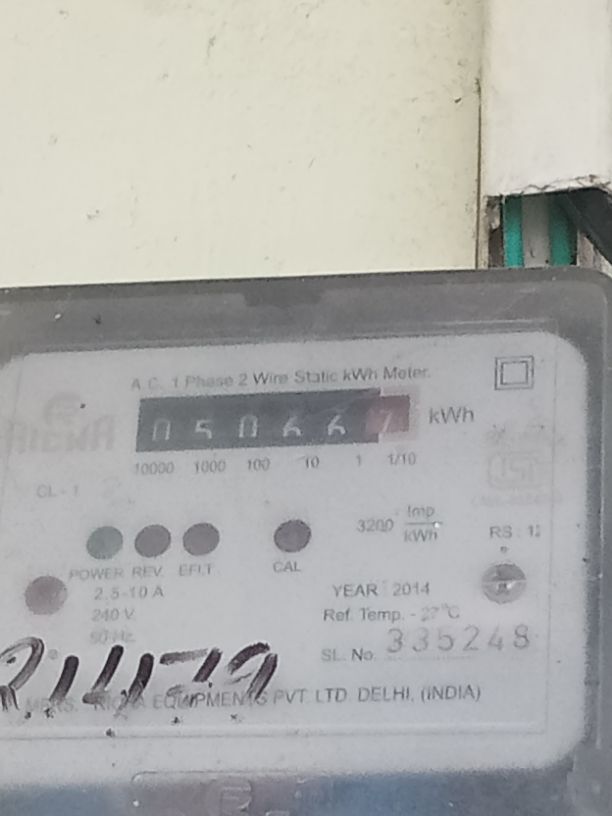 A.C. 1 Phase 2 Wire Static kWh Meter.
050667 kWh
10000 1000 100 10 1 1/10
CL-1
3200 Imp/kWh
RS : 12
POWER REV. EFLT CAL
2.5-10 A
240 V
50 Hz
YEAR : 2014
Ref. Temp. - 27°C
SL. No. 335248
EQUIPMENTS PVT. LTD. DELHI, (INDIA)